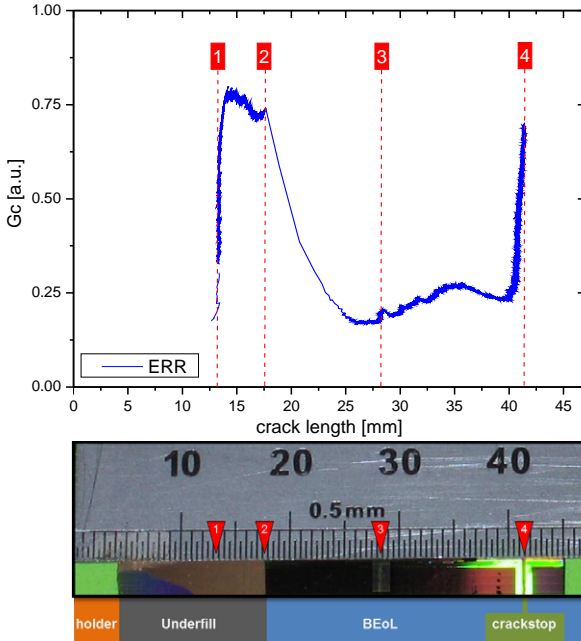 1.00
1
2
3
4
0.75
Gc [a.u.]
0.50
0.25
ERR
0.00
0 5 10 15 20 25 30 35 40 45
crack length [mm]
10 20 30 40
0.5mm
1 2 3 4
holder Underfill BEoL crackstop